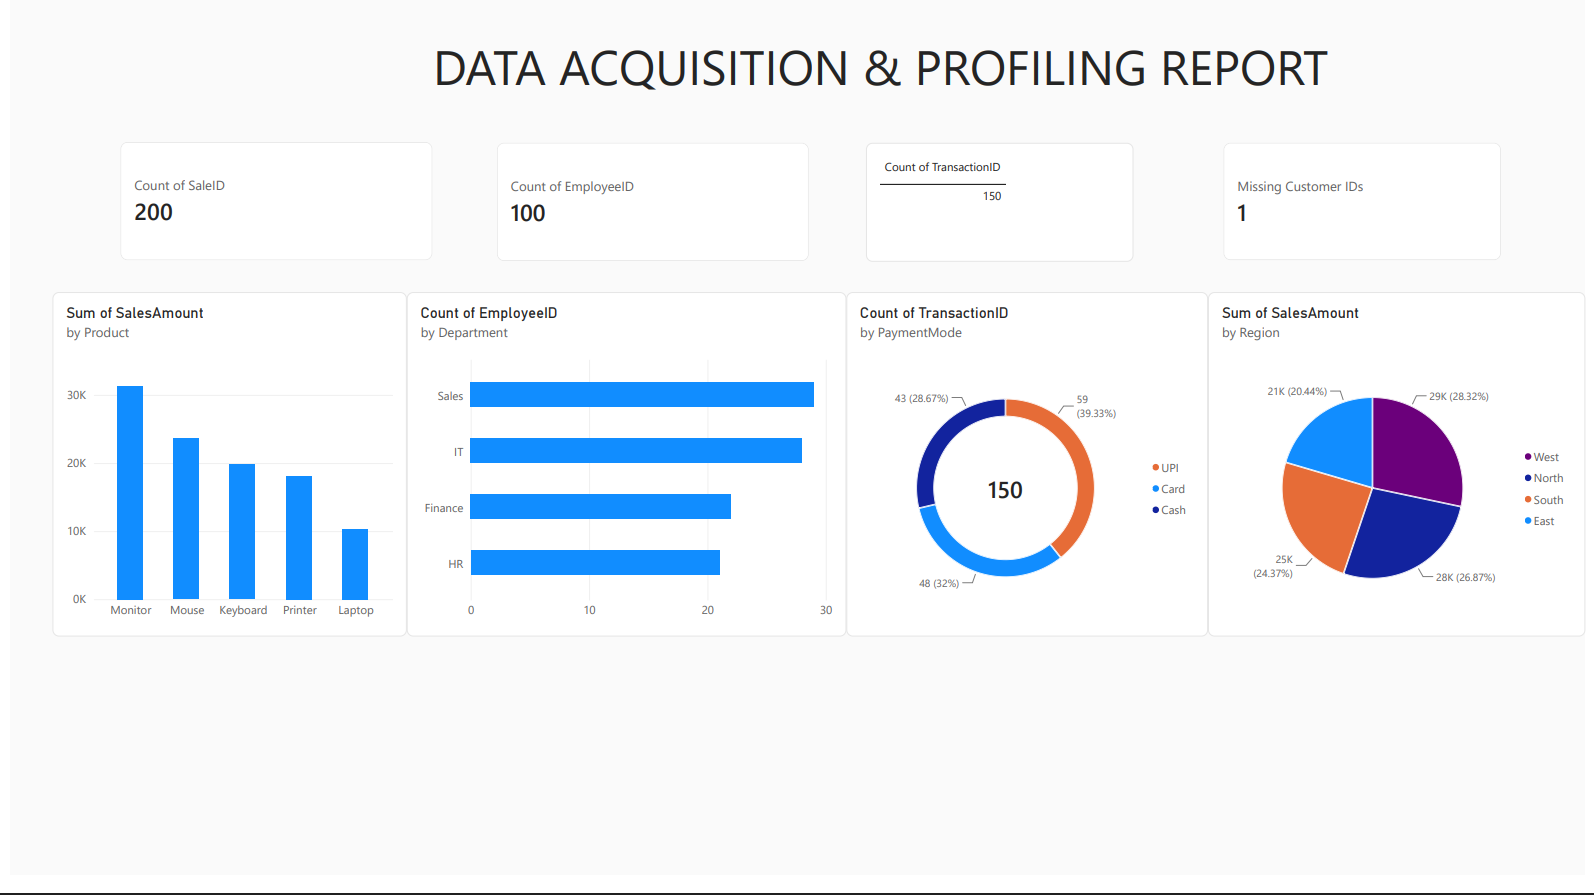 DATA ACQUISITION & PROFILING REPORT
Count of SaleID
200
Count of EmployeeID
100
Count of TransactionID
150
Missing Customer IDs
1
Sum of SalesAmount
by Product
30K
20K
10K
0K
Monitor
Mouse
Keyboard
Printer
Laptop
Count of EmployeeID
by Department
Sales
IT
Finance
HR
0
10
20
30
Count of TransactionID
by PaymentMode
43 (28.67%)
59
(39.33%)
150
48 (32%)
UPI
Card
Cash
Sum of SalesAmount
by Region
21K (20.44%)
29K (28.32%)
25K
(24.37%)
28K (26.87%)
West
North
South
East